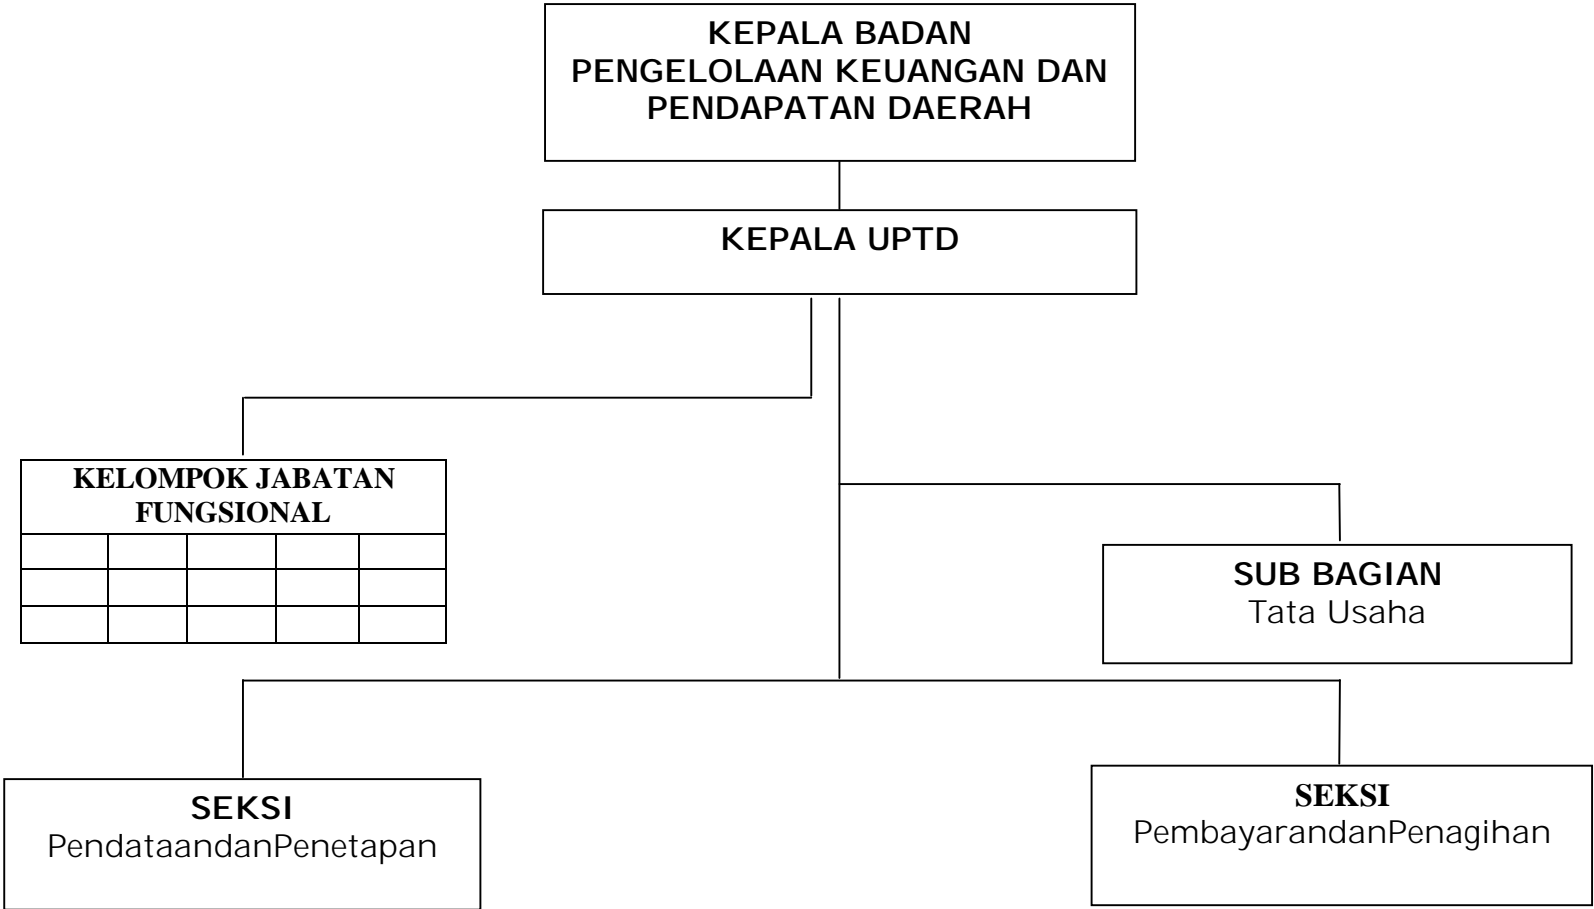 KEPALA BADAN
PENGELOLAAN KEUANGAN DAN
PENDAPATAN DAERAH
KEPALA UPTD
KELOMPOK JABATAN
FUNGSIONAL
SUB BAGIAN
Tata Usaha
SEKSI
PendataandanPenetapan
SEKSI
PembayarandanPenagihan